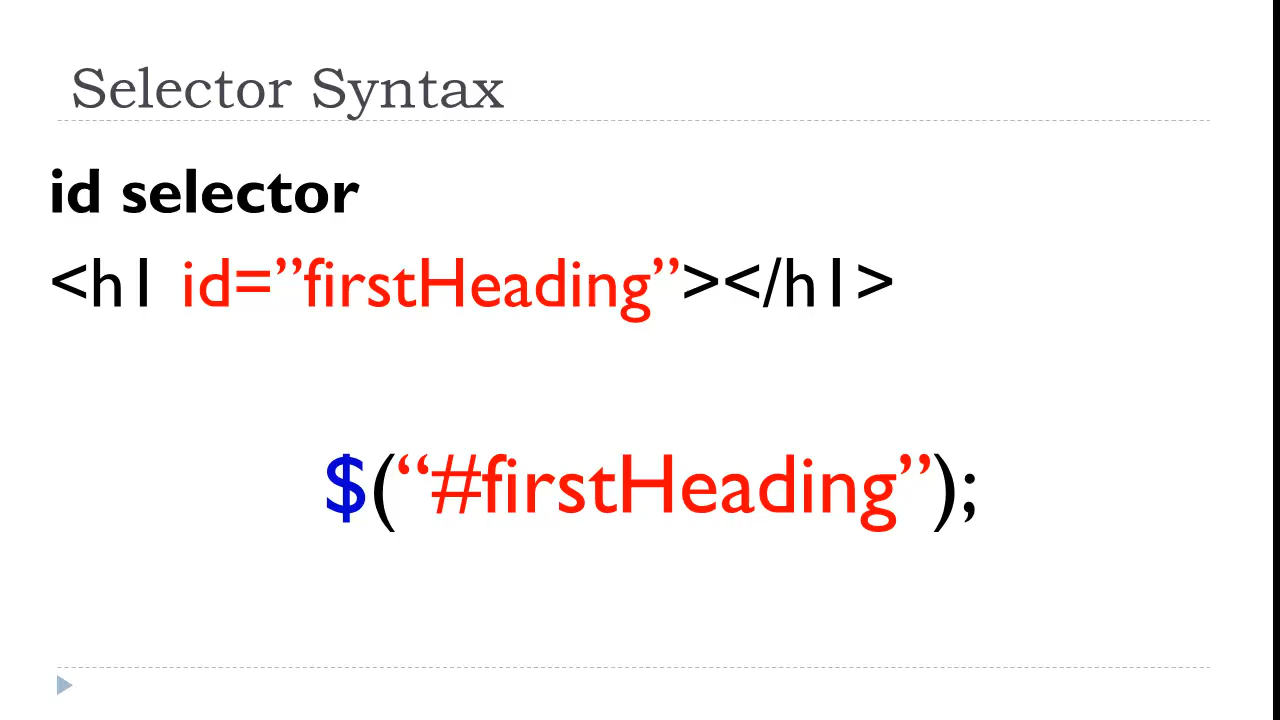 Selector Syntax
id selector
<h1 id=”firstHeading”></h1>
$(“#firstHeading”);